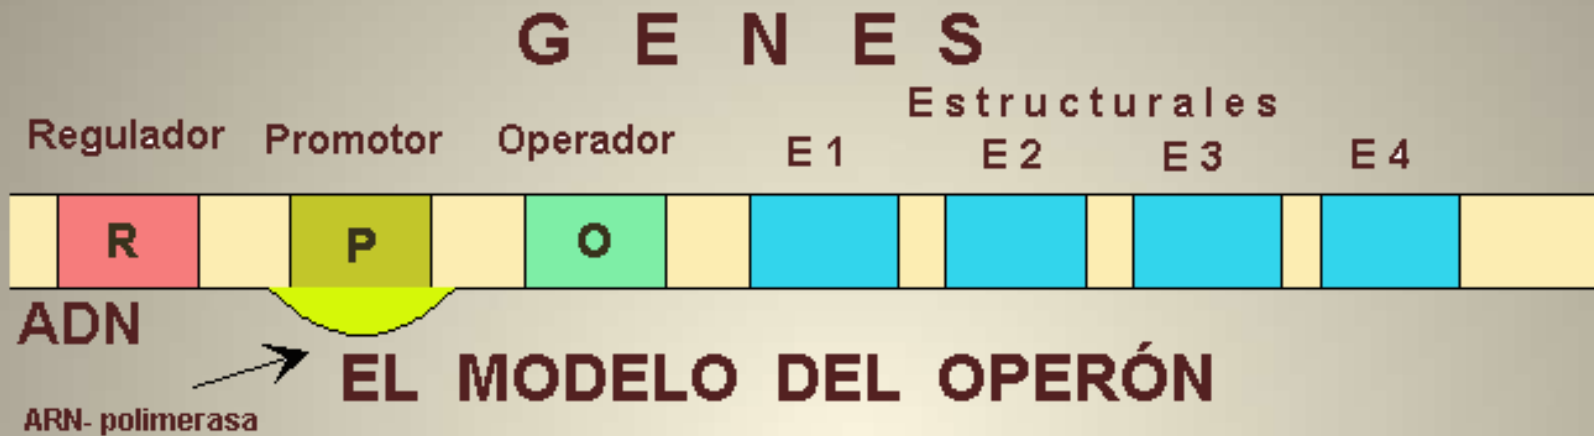 G E N E S
Estructurales
Regulador Promotor Operador E 1 E 2 E 3 E 4
R P O
ADN
EL MODELO DEL OPERÓN
ARN- polimerasa